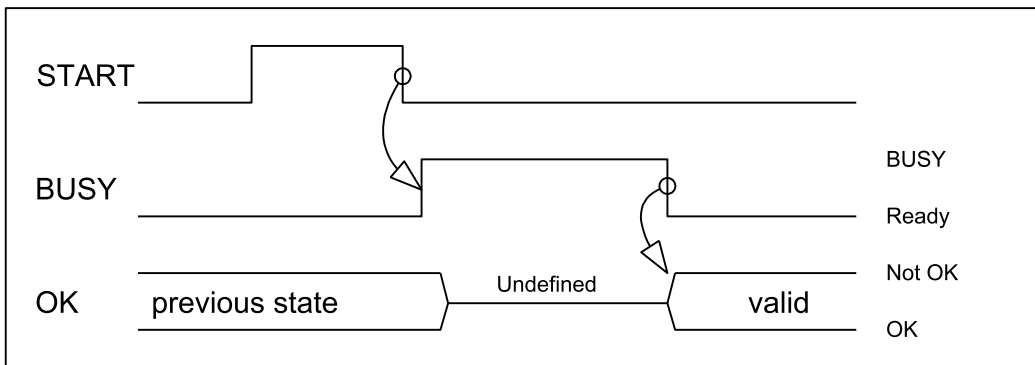 START
BUSY
BUSY
Ready
Not OK
Undefined
OK
previous state
valid
OK